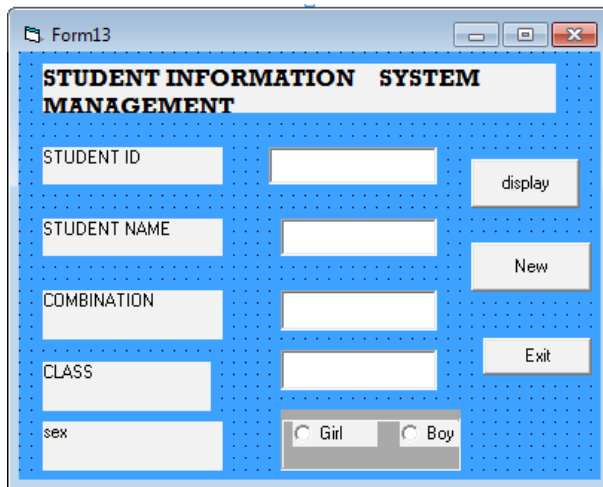 Form13
STUDENT INFORMATION SYSTEM
MANAGEMENT
STUDENT ID
display
STUDENT NAME
New
COMBINATION
Exit
CLASS
sex
Girl
Boy